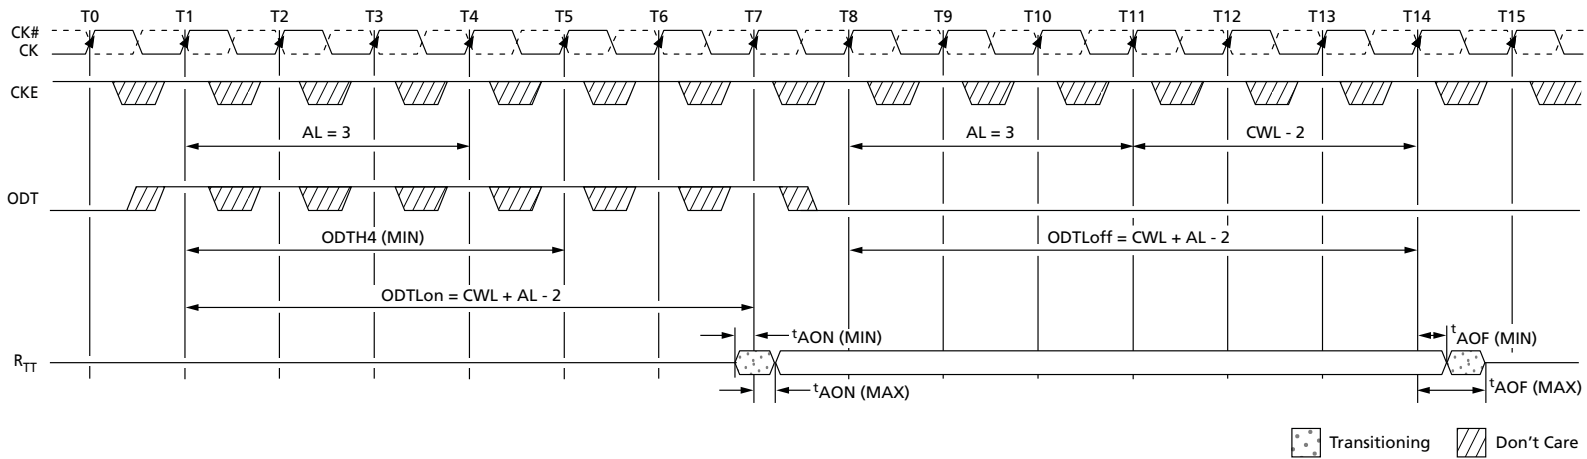 T0 T1 T2 T3 T4 T5 T6 T7 T8 T9 T10 T11 T12 T13 T14 T15
CK#
CK
CKE
AL = 3 AL = 3 CWL - 2
ODT
ODTH4 (MIN) ODTLoff = CWL + AL - 2
ODTLon = CWL + AL - 2
tAON (MIN) tAOF (MIN)
RTT
tAON (MAX) tAOF (MAX)
Transitioning Don't Care